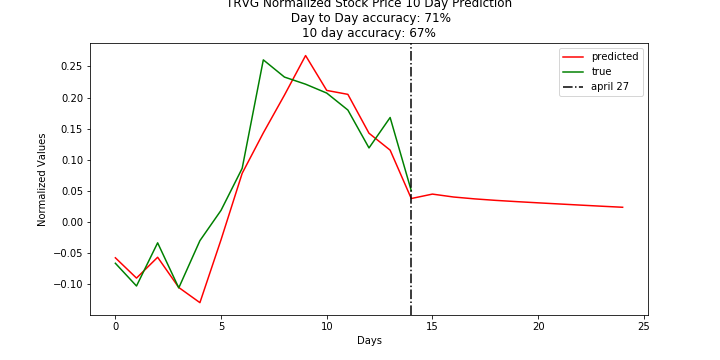 TRVG Normalized Stock Price 10 Day Prediction
Day to Day accuracy: 71%
10 day accuracy: 67%
predicted
true
april 27
Normalized Values
0.25
0.20
0.15
0.10
0.05
0.00
−0.05
−0.10
0 5 10 15 20 25
Days